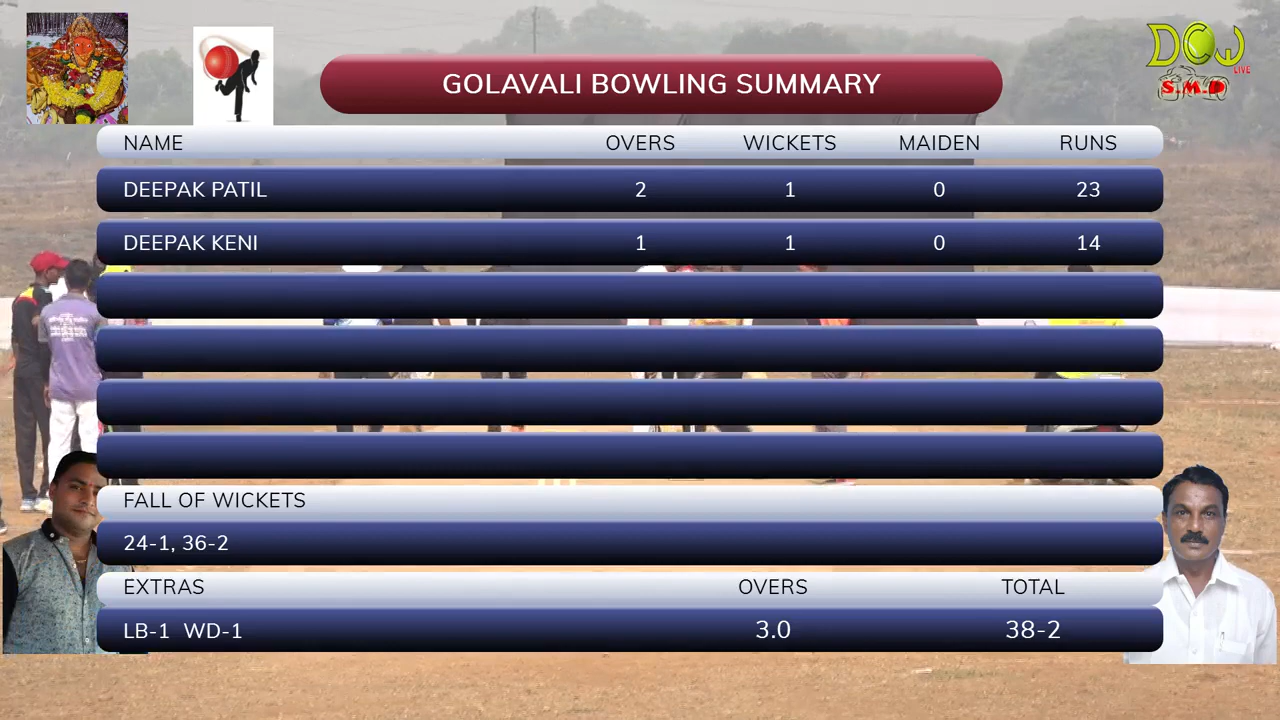 DCW
LIVE
S.M.D
GOLAVALI BOWLING SUMMARY
NAME OVERS WICKETS MAIDEN RUNS
DEEPAK PATIL 2 1 0 23
DEEPAK KENI 1 1 0 14
FALL OF WICKETS
24-1, 36-2
EXTRAS OVERS TOTAL
LB-1 WD-1 3.0 38-2